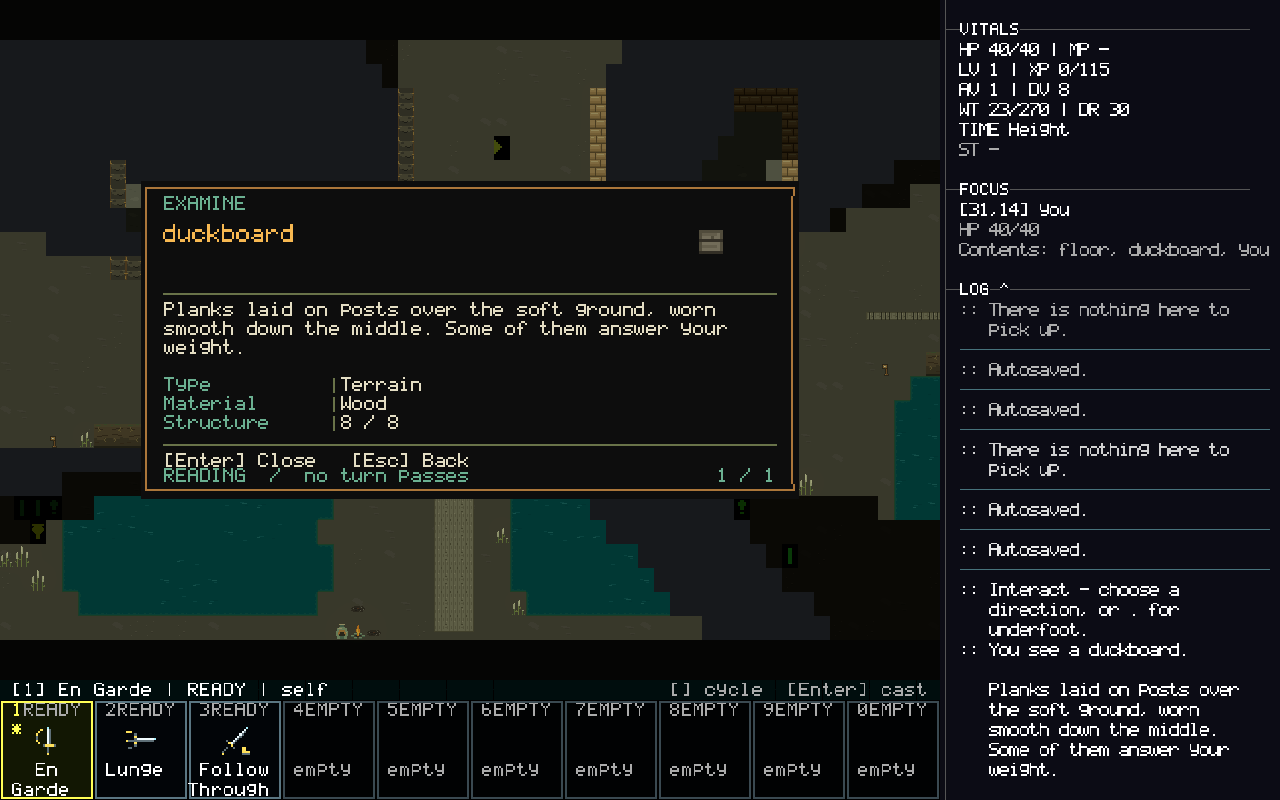 EXAMINE
duckboard
Planks laid on Posts over the soft ground, worn
smooth down the middle. Some of them answer your
weight.
Type |Terrain
Material |Wood
Structure |8 / 8
[Enter] Close [Esc] Back
READING / no turn passes 1 / 1
VITALS
HP 40/40 | MP -
LV 1 | XP 0/115
AV 1 | DV 8
WT 23/270 | DR 30
TIME Height
ST -
FOCUS
[31,14] You
HP 40/40
Contents: floor, duckboard, you
LOG ^
:: There is nothing here to
Pick up.
:: Autosaved.
:: Autosaved.
:: There is nothing here to
Pick up.
:: Autosaved.
:: Autosaved.
:: Interact - choose a
direction, or . for
underfoot.
:: You see a duckboard.
Planks laid on Posts over
the soft ground, worn
smooth down the middle.
Some of them answer your
weight.
[1] En Garde | READY | self [] cycle [Enter] cast
1READY 2READY 3READY 4EMPTY 5EMPTY 6EMPTY 7EMPTY 8EMPTY 9EMPTY 0EMPTY
*
En Garde
Lunge
Follow Through
empty empty empty empty empty empty empty